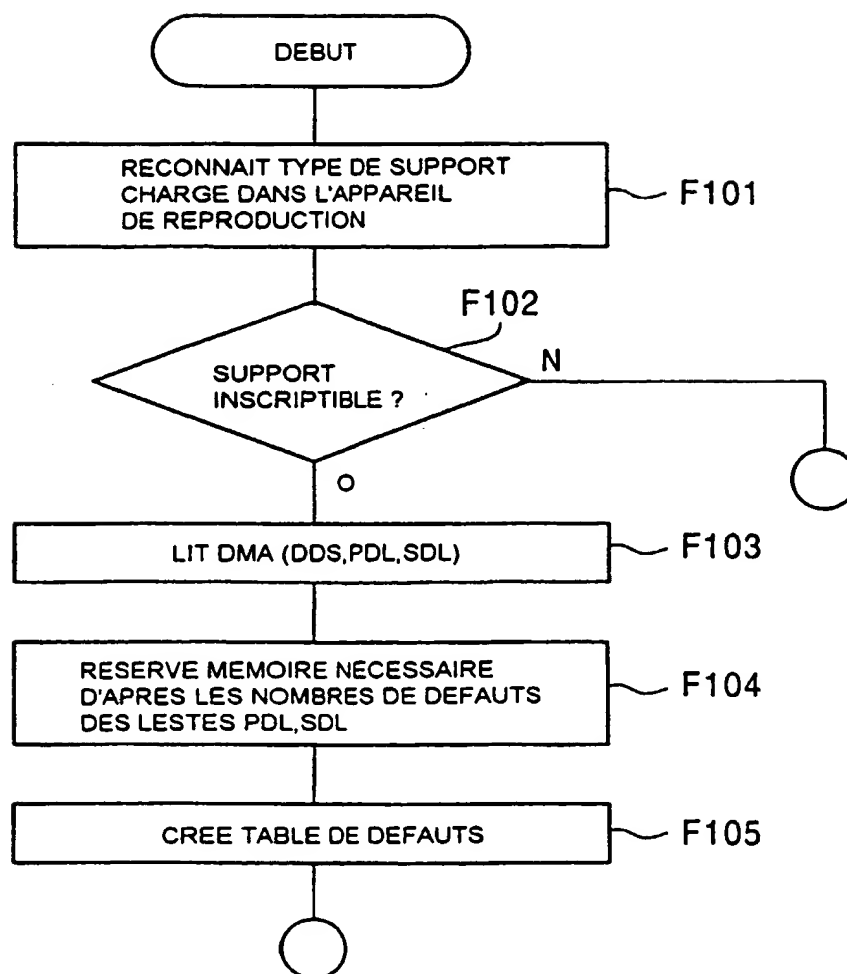 DEBUT
RECONNAIT TYPE DE SUPPORT
CHARGE DANS L'APPAREIL
DE REPRODUCTION
F101
F102
SUPPORT
INSCRIPTIBLE ?
N
O
LIT DMA (DDS,PDL,SDL)
F103
RESERVE MEMOIRE NECESSAIRE
D'APRES LES NOMBRES DE DEFAUTS
DES LESTES PDL,SDL
F104
CREE TABLE DE DEFAUTS
F105